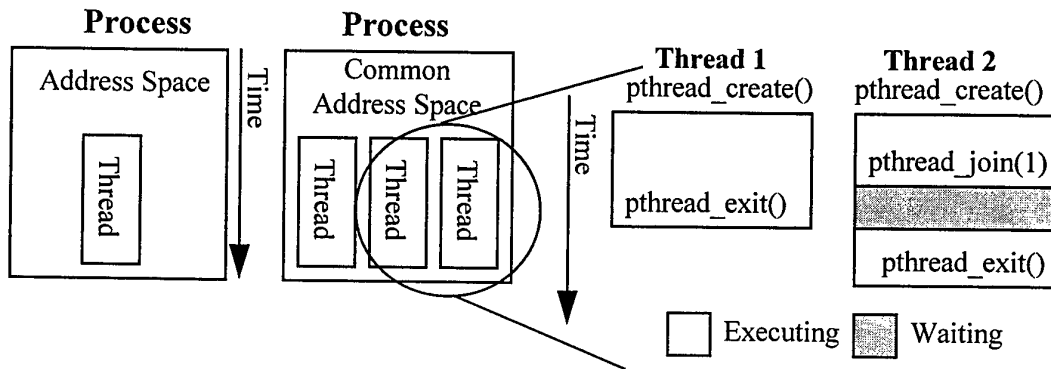 Process
Address Space
Thread
Time
Process
Common
Address Space
Thread
Thread
Thread
Time
Thread 1
pthread_create()
pthread_exit()
Thread 2
pthread_create()
pthread_join(1)
pthread_exit()
Executing
Waiting